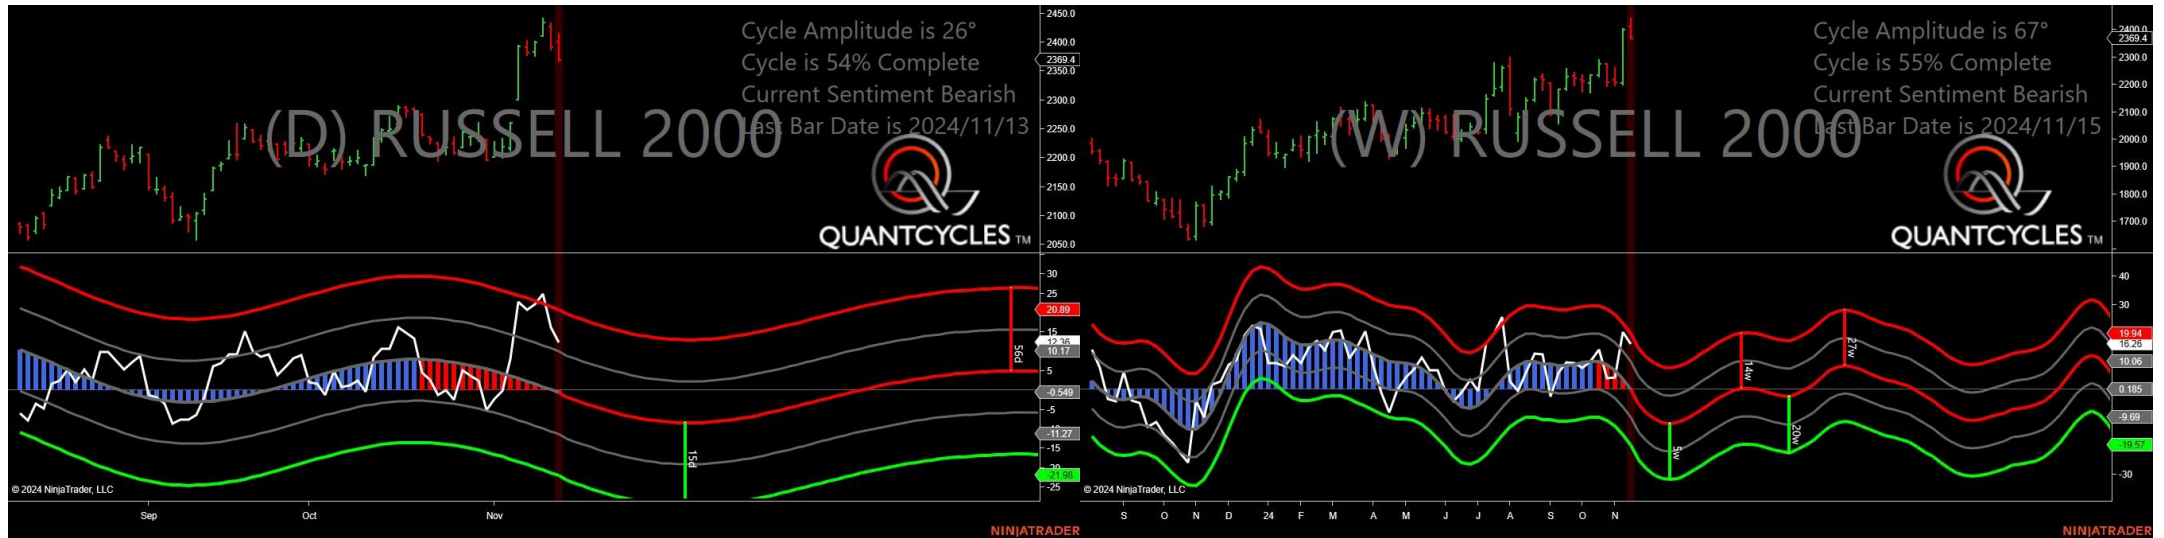 Cycle Amplitude is 26°
Cycle is 54% Complete
Current Sentiment Bearish
Last Bar Date is 2024/11/13
(D) RUSSELL 2000
QUANTCYCLES TM
2450.0
2400.0
2369.4
2350.0
2300.0
2250.0
2200.0
2150.0
2100.0
2050.0
30
25
20.89
15
12.36
10.17
5
-0.549
-5
-11.27
-15
-21.98
-25
56d
15d
© 2024 NinjaTrader, LLC
Sep Oct Nov
NINJATRADER
Cycle Amplitude is 67°
Cycle is 55% Complete
Current Sentiment Bearish
Last Bar Date is 2024/11/15
(W) RUSSELL 2000
QUANTCYCLES TM
2400.0
2369.4
2300.0
2200.0
2100.0
2000.0
1900.0
1800.0
1700.0
40
30
19.94
16.26
10.06
0.185
-9.69
-19.57
-30
14w
27w
5w
20w
© 2024 NinjaTrader, LLC
S O N D 24 F M A M J J A S O N
NINJATRADER